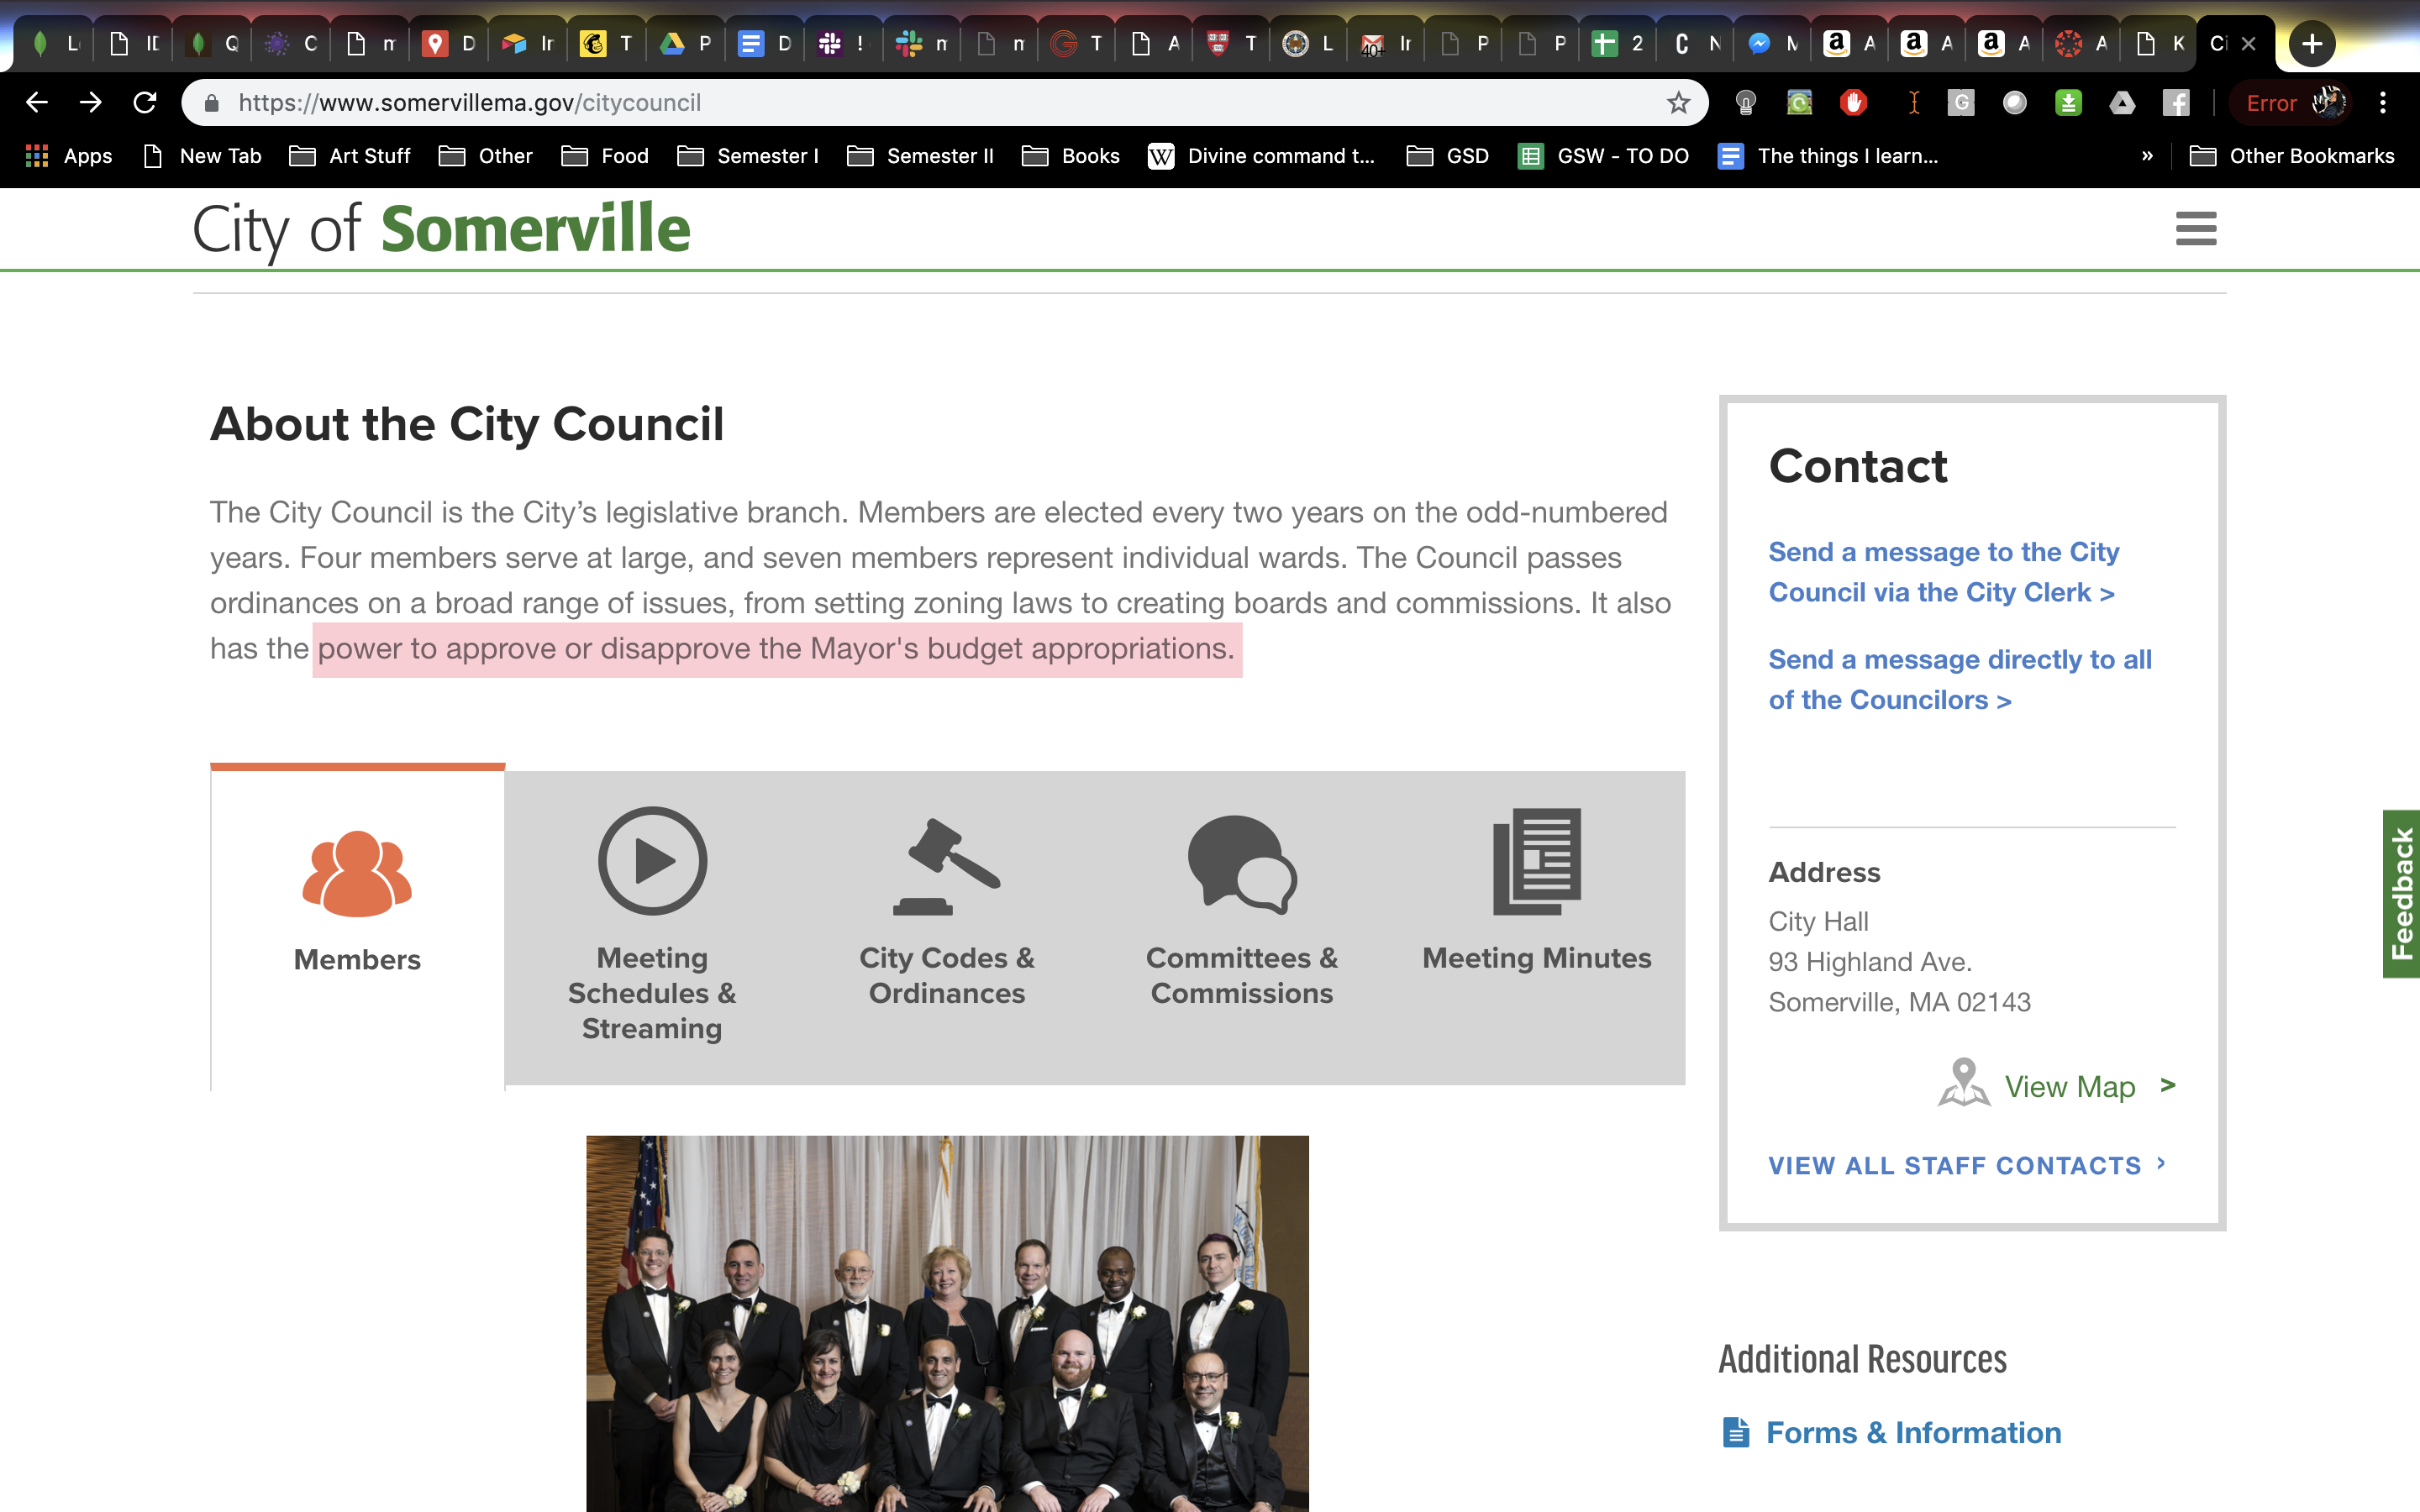 L
ID
Q
C
m
D
Ir
T
P
D
!
m
m
T
A
T
L
40+
Ir
P
P
2
N
M
A
A
A
A
K
Ci
https://www.somervillema.gov/citycouncil
Error
Apps
New Tab
Art Stuff
Other
Food
Semester I
Semester II
Books
W Divine command t...
GSD
GSW - TO DO
The things I learn...
»
Other Bookmarks
City of Somerville
About the City Council
The City Council is the City’s legislative branch. Members are elected every two years on the odd-numbered
years. Four members serve at large, and seven members represent individual wards. The Council passes
ordinances on a broad range of issues, from setting zoning laws to creating boards and commissions. It also
has the power to approve or disapprove the Mayor's budget appropriations.
Members
Meeting
Schedules &
Streaming
City Codes &
Ordinances
Committees &
Commissions
Meeting Minutes
Contact
Send a message to the City
Council via the City Clerk >
Send a message directly to all
of the Councilors >
Address
City Hall
93 Highland Ave.
Somerville, MA 02143
View Map >
VIEW ALL STAFF CONTACTS >
Additional Resources
Forms & Information
Feedback